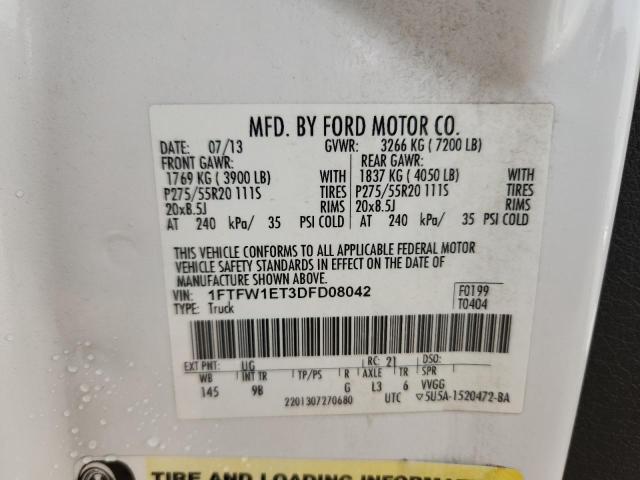 MFD. BY FORD MOTOR CO.
DATE: 07/13 GVWR: 3266 KG ( 7200 LB)
FRONT GAWR: REAR GAWR:
1769 KG ( 3900 LB) WITH 1837 KG ( 4050 LB) WITH
P275/55R20 111S TIRES P275/55R20 111S TIRES
20x8.5J RIMS 20x8.5J RIMS
AT 240 kPa/ 35 PSI COLD AT 240 kPa/ 35 PSI COLD
THIS VEHICLE CONFORMS TO ALL APPLICABLE FEDERAL MOTOR
VEHICLE SAFETY STANDARDS IN EFFECT ON THE DATE OF
MANUFACTURE SHOWN ABOVE.
VIN: 1FTFW1ET3DFD08042 F0199
TYPE: Truck T0404
EXT PNT: UG RC: 21 DSO:
WB INT TR TP/PS R AXLE TR SPR
145 9B G L3 6 VVGG
2201307270680 UTC ▽5U5A-1520472-BA
TIRE AND LOADING INFORMAT